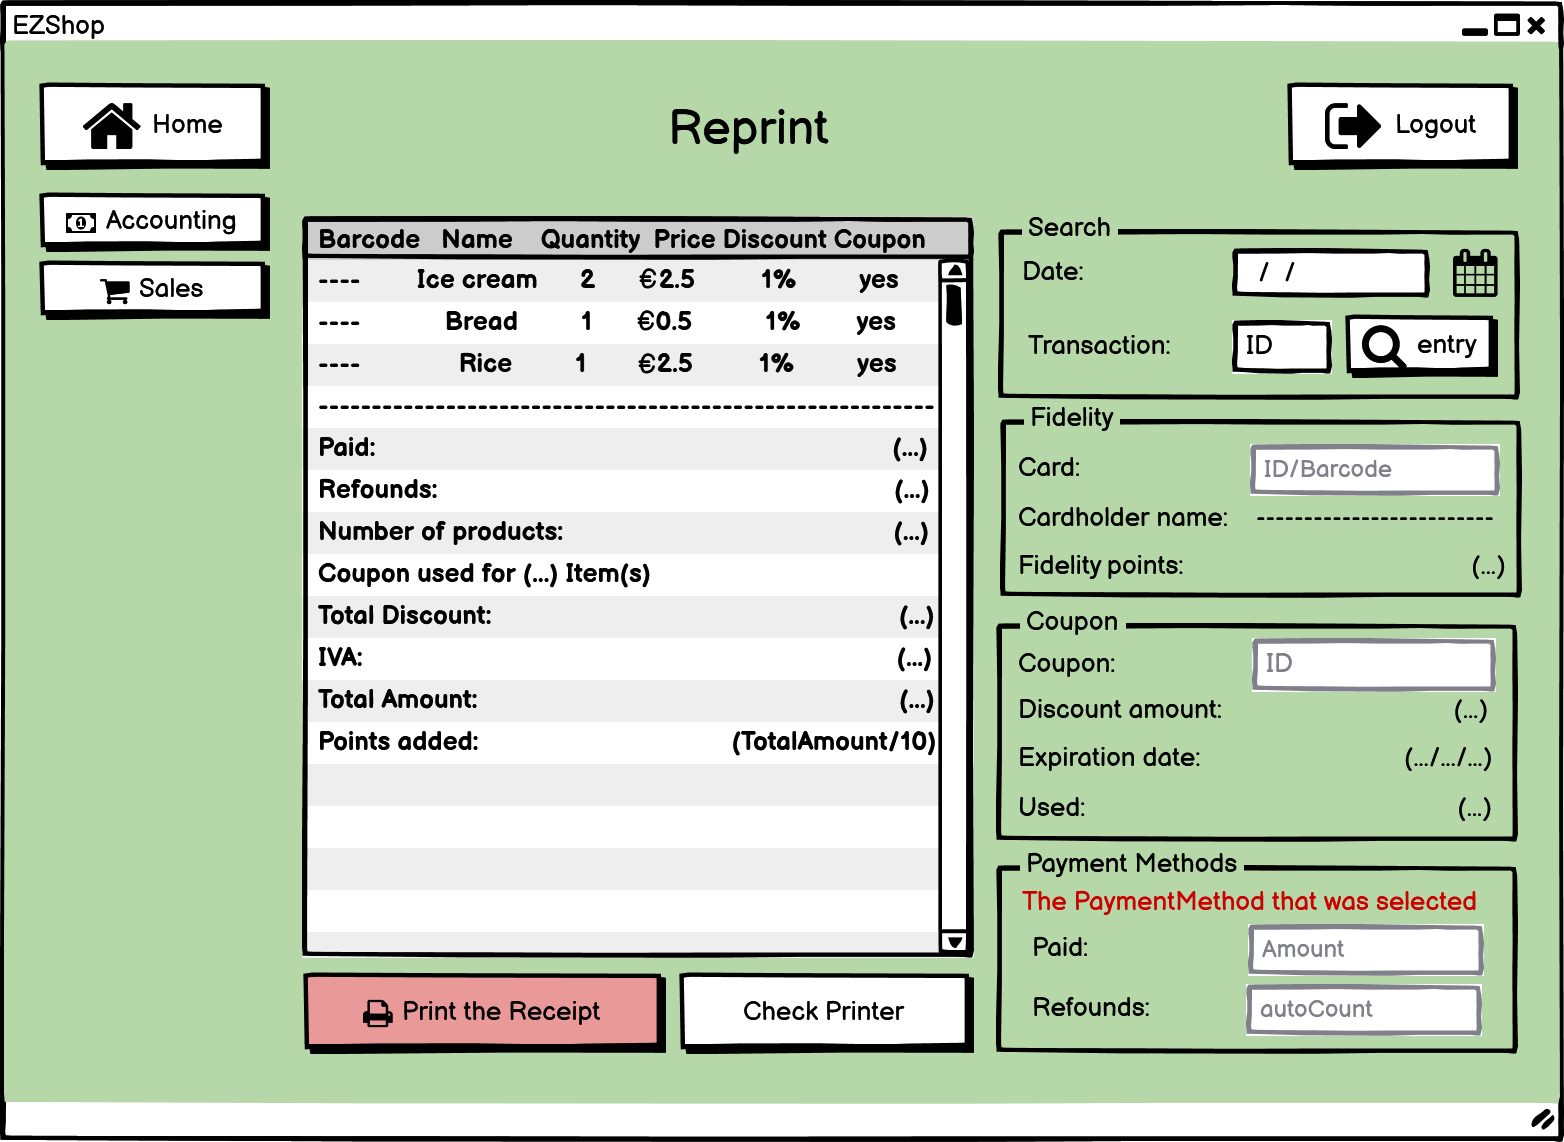 EZShop
Home
Reprint
Logout
Accounting
Sales
Barcode Name Quantity Price Discount Coupon
---- Ice cream 2 €2.5 1% yes
---- Bread 1 €0.5 1% yes
---- Rice 1 €2.5 1% yes
----------------------------------------------------------
Paid: (...)
Refounds: (...)
Number of products: (...)
Coupon used for (...) Item(s)
Total Discount: (...)
IVA: (...)
Total Amount: (...)
Points added: (TotalAmount/10)
Print the Receipt
Check Printer
Search
Date: / /
Transaction: ID entry
Fidelity
Card: ID/Barcode
Cardholder name: -------------------------
Fidelity points: (...)
Coupon
Coupon: ID
Discount amount: (...)
Expiration date: (.../.../...)
Used: (...)
Payment Methods
The PaymentMethod that was selected
Paid: Amount
Refounds: autoCount